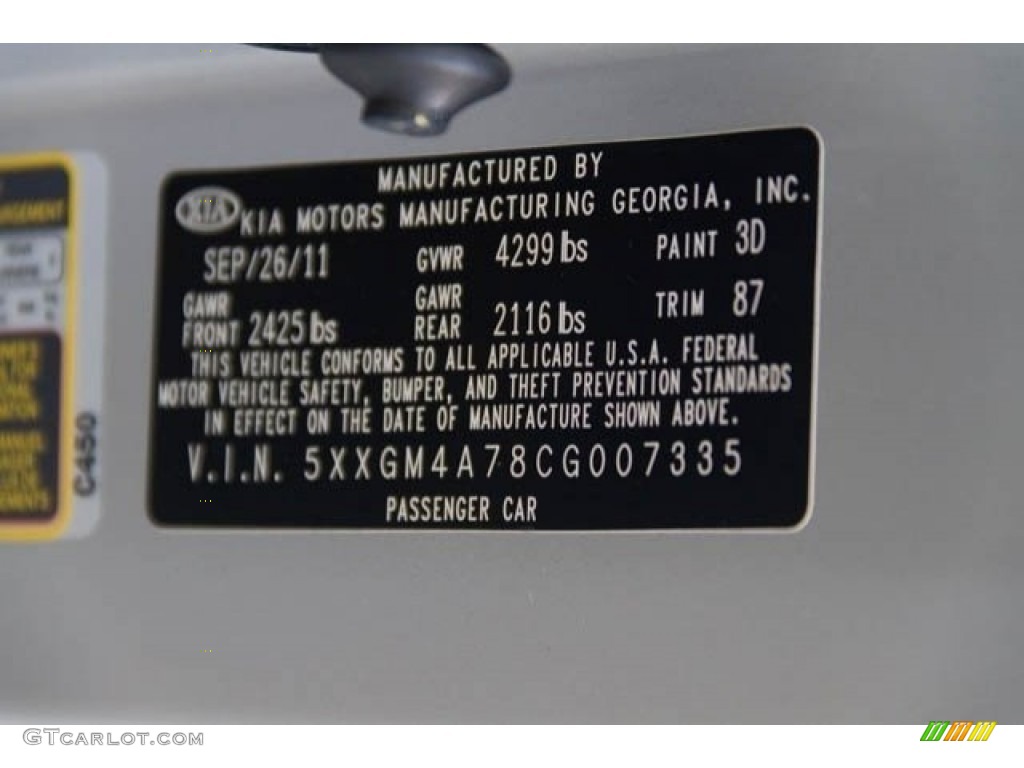 MANUFACTURED BY
KIA KIA MOTORS MANUFACTURING GEORGIA, INC.
SEP/26/11 GVWR 4299 lbs PAINT 3D
GAWR FRONT 2425 lbs GAWR REAR 2116 lbs TRIM 87
THIS VEHICLE CONFORMS TO ALL APPLICABLE U.S.A. FEDERAL
MOTOR VEHICLE SAFETY, BUMPER, AND THEFT PREVENTION STANDARDS
IN EFFECT ON THE DATE OF MANUFACTURE SHOWN ABOVE.
V.I.N. 5XXGM4A78CG007335
PASSENGER CAR
C450
GTCARLOT.COM